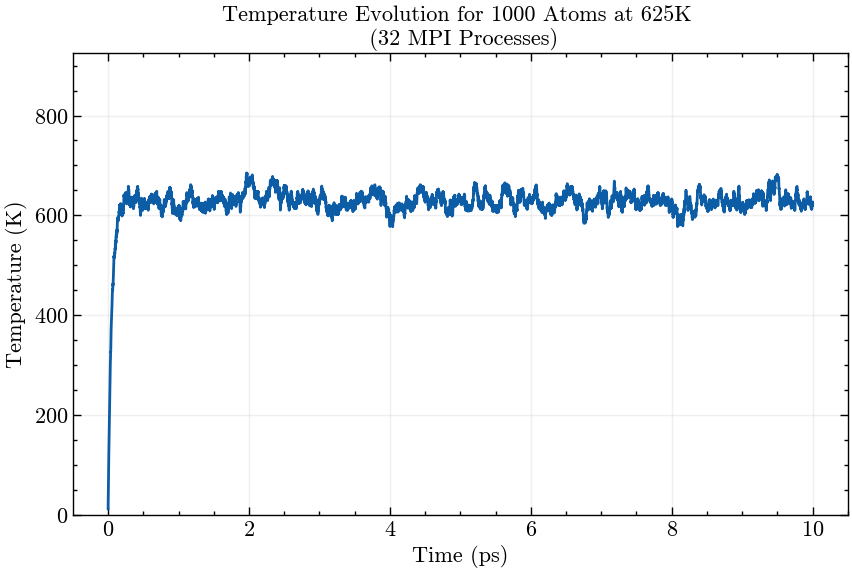 Temperature Evolution for 1000 Atoms at 625K
(32 MPI Processes)
Temperature (K)
800
600
400
200
0
0 2 4 6 8 10
Time (ps)